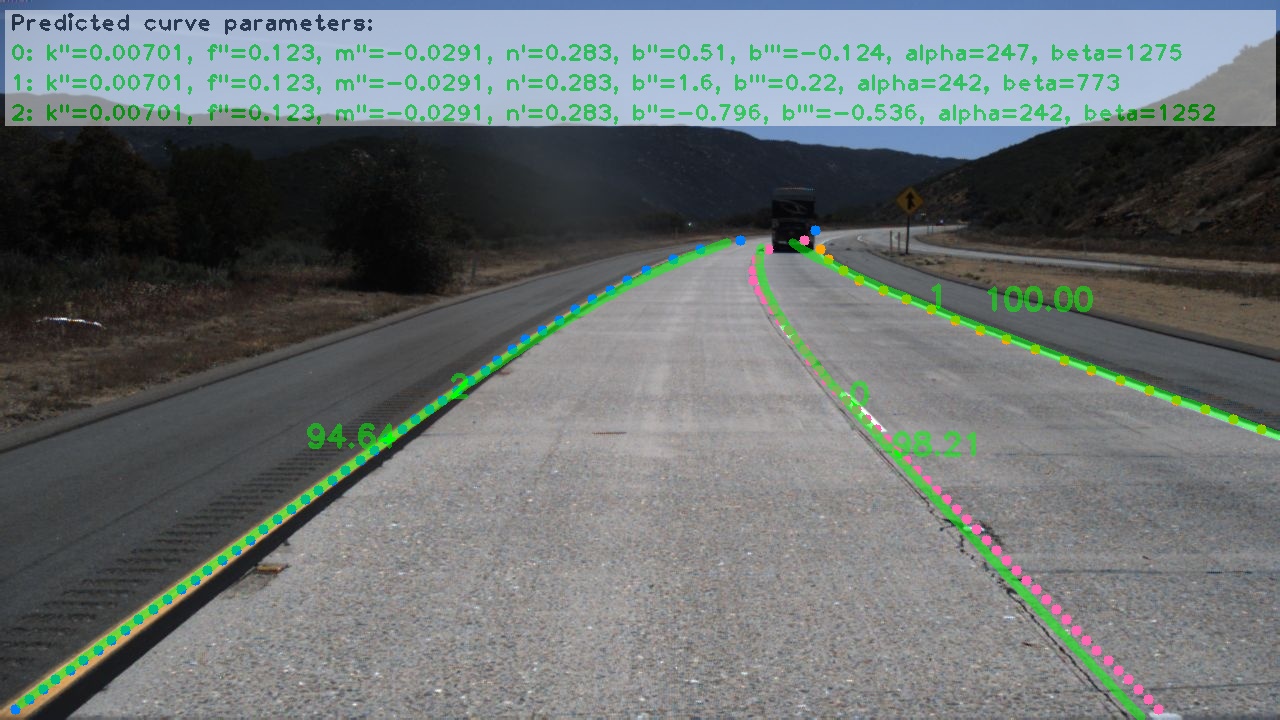 Predicted curve parameters:
0: k''=0.00701, f''=0.123, m''=-0.0291, n'=0.283, b''=0.51, b'''=-0.124, alpha=247, beta=1275
1: k''=0.00701, f''=0.123, m''=-0.0291, n'=0.283, b''=1.6, b'''=0.22, alpha=242, beta=773
2: k''=0.00701, f''=0.123, m''=-0.0291, n'=0.283, b''=-0.796, b'''=-0.536, alpha=242, beta=1252
1 100.00
2
0
94.64
98.21